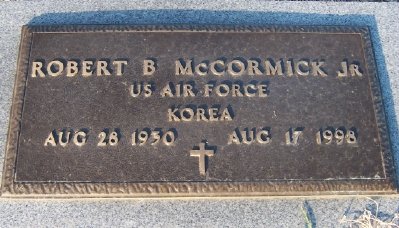 ROBERT B McCORMICK JR
US AIR FORCE
KOREA
AUG 28 1930 AUG 17 1998